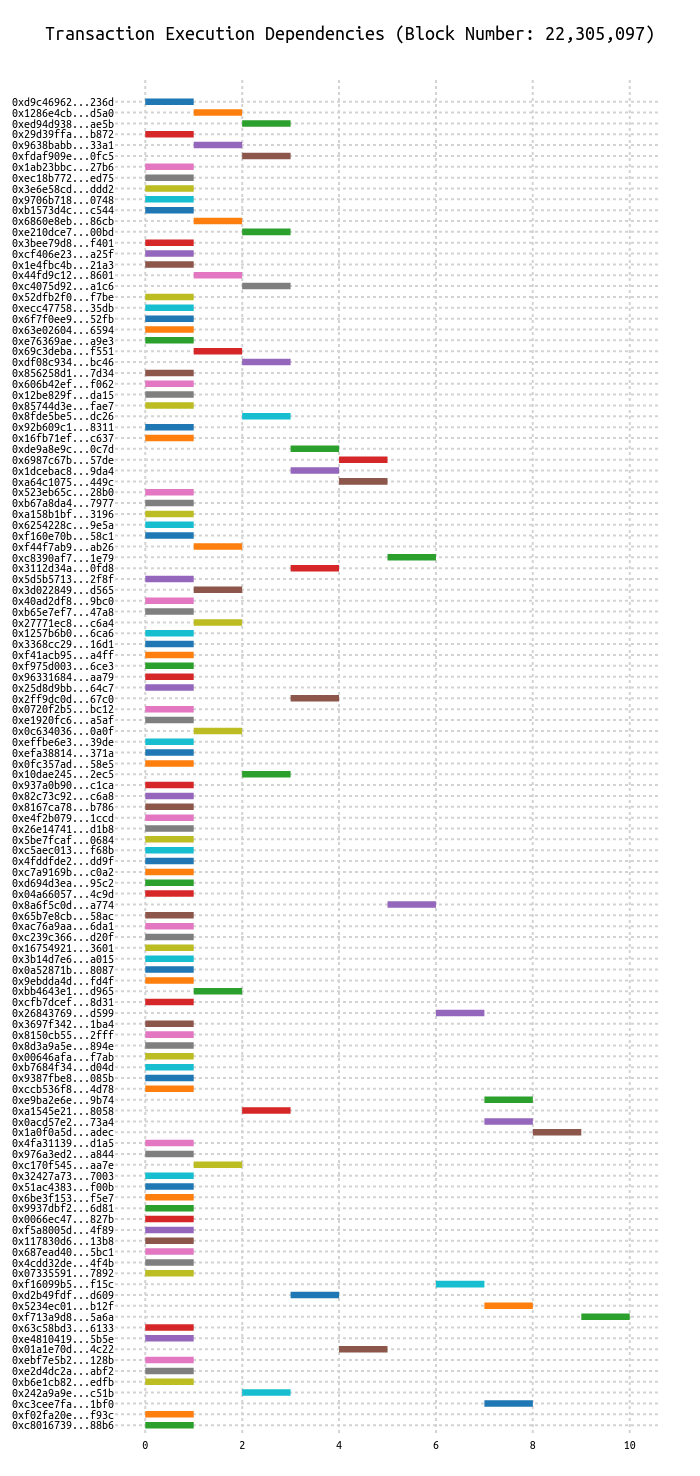 Transaction Execution Dependencies (Block Number: 22,305,097)
0xd9c46962...236d
0x1286e4cb...d5a0
0xed94d938...ae5b
0x29d39ffa...b872
0x9638babb...33a1
0xfdaf909e...0fc5
0x1ab23bbc...27b6
0xec18b772...ed75
0x3e6e58cd...ddd2
0x9706b718...0748
0xb1573d4c...c544
0x6860e8eb...86cb
0xe210dce7...00bd
0x3bee79d8...f401
0xcf406e23...a25f
0x1e4fbc4b...21a3
0x44fd9c12...8601
0xc4075d92...a1c6
0x52dfb2f0...f7be
0xecc47758...35db
0x6f7f0ee9...52fb
0x63e02604...6594
0xe76369ae...a9e3
0x69c3deba...f551
0xdf08c934...bc46
0x856258d1...7d34
0x606b42ef...f062
0x12be829f...da15
0x85744d3e...fae7
0x8fde5be5...dc26
0x92b609c1...8311
0x16fb71ef...c637
0xde9a8e9c...0c7d
0x6987c67b...57de
0x1dcebac8...9da4
0xa64c1075...449c
0x523eb65c...28b0
0xb67a8da4...7977
0xa158b1bf...3196
0x6254228c...9e5a
0xf160e70b...58c1
0xf44f7ab9...ab26
0xc8390af7...1e79
0x3112d34a...0fd8
0x5d5b5713...2f8f
0x3d022849...d565
0x40ad2df8...9bc0
0xb65e7ef7...47a8
0x27771ec8...c6a4
0x1257b6b0...6ca6
0x3368cc29...16d1
0xf41acb95...a4ff
0xf975d003...6ce3
0x96331684...aa79
0x25d8d9bb...64c7
0x2ff9dc0d...67c0
0x0720f2b5...bc12
0xe1920fc6...a5af
0x0c634036...0a0f
0xeffbe6e3...39de
0xefa38814...371a
0x0fc357ad...58e5
0x10dae245...2ec5
0x937a0b90...c1ca
0x82c73c92...c6a8
0x8167ca78...b786
0xe4f2b079...1ccd
0x26e14741...d1b8
0x5be7fcaf...0684
0xc5aec013...f68b
0x4fddfde2...dd9f
0xc7a9169b...c0a2
0xd694d3ea...95c2
0x04a66057...4c9d
0x8a6f5c0d...a774
0x65b7e8cb...58ac
0xac76a9aa...6da1
0xc239c366...d20f
0x16754921...3601
0x3b14d7e6...a015
0x0a52871b...8087
0x9ebdda4d...fd4f
0xbb4643e1...d965
0xcfb7dcef...8d31
0x26843769...d599
0x3697f342...1ba4
0x8150cb55...2fff
0x8d3a9a5e...894e
0x00646afa...f7ab
0xb7684f34...d04d
0x9387fbe8...085b
0xccb536f8...4d78
0xe9ba2e6e...9b74
0xa1545e21...8058
0x0acd57e2...73a4
0x1a0f0a5d...adec
0x4fa31139...d1a5
0x976a3ed2...a844
0xc170f545...aa7e
0x32427a73...7003
0x51ac4383...f00b
0x6be3f153...f5e7
0x9937dbf2...6d81
0x0066ec47...827b
0xf5a8005d...4f89
0x117830d6...13b8
0x687ead40...5bc1
0x4cdd32de...4f4b
0x07335591...7892
0xf16099b5...f15c
0xd2b49fdf...d609
0x5234ec01...b12f
0xf713a9d8...5a6a
0x63c58bd3...6133
0xe4810419...5b5e
0x01a1e70d...4c22
0xebf7e5b2...128b
0xe2d4dc2a...abf2
0xb6e1cb82...edfb
0x242a9a9e...c51b
0xc3cee7fa...1bf0
0xf02fa20e...f93c
0xc8016739...88b6
0 2 4 6 8 10